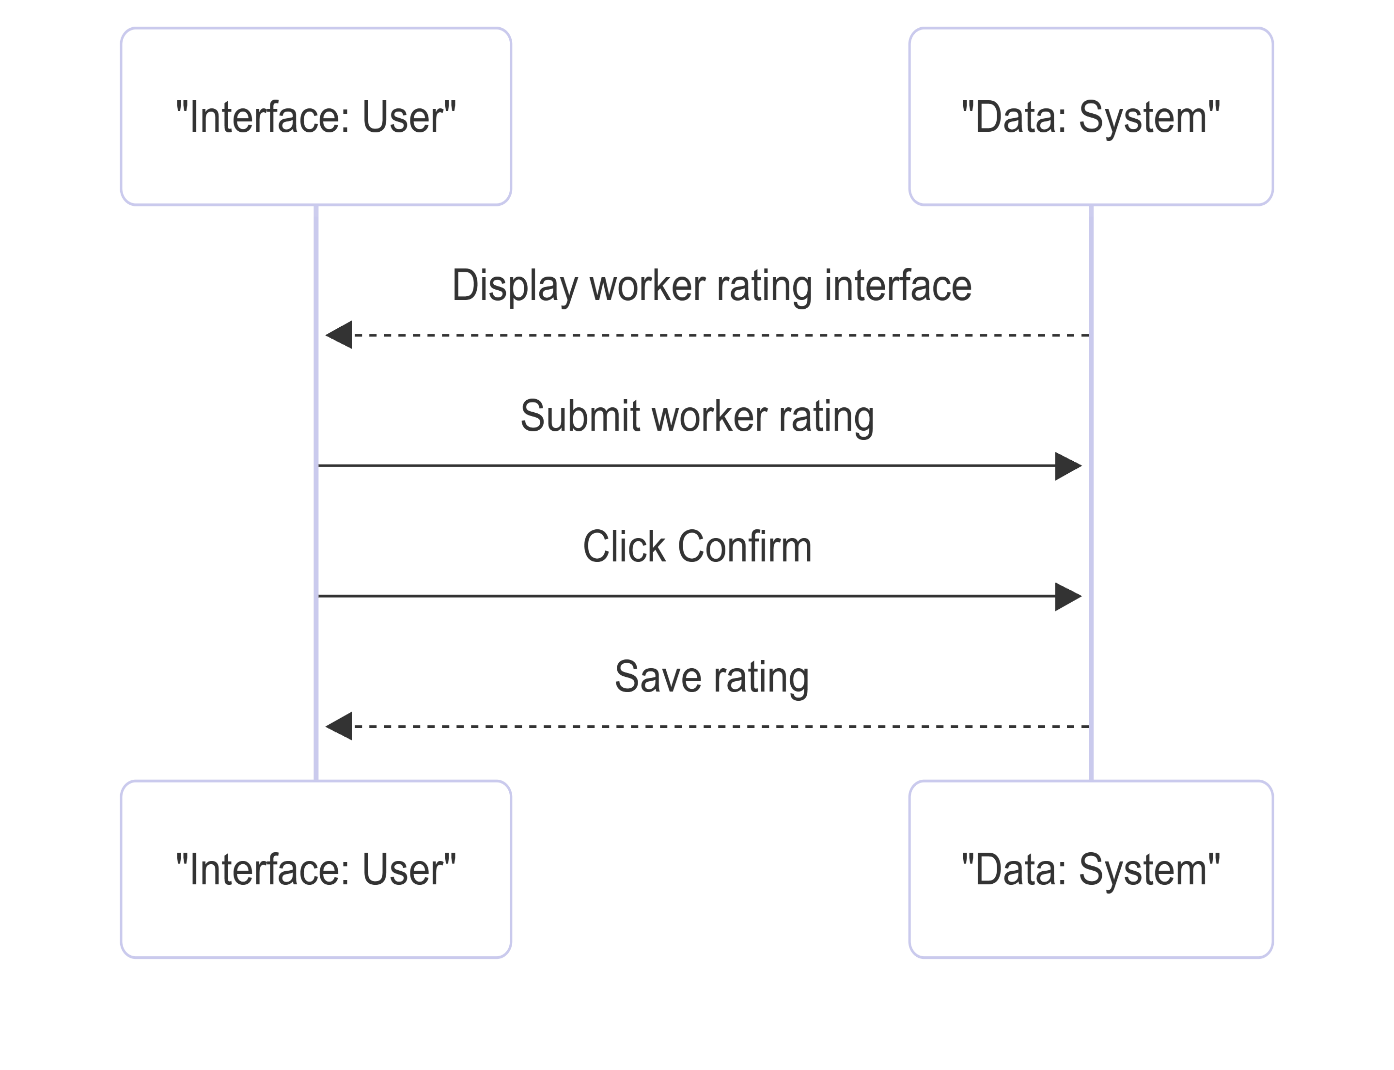 "Interface: User"
"Data: System"
Display worker rating interface
Submit worker rating
Click Confirm
Save rating
"Interface: User"
"Data: System"